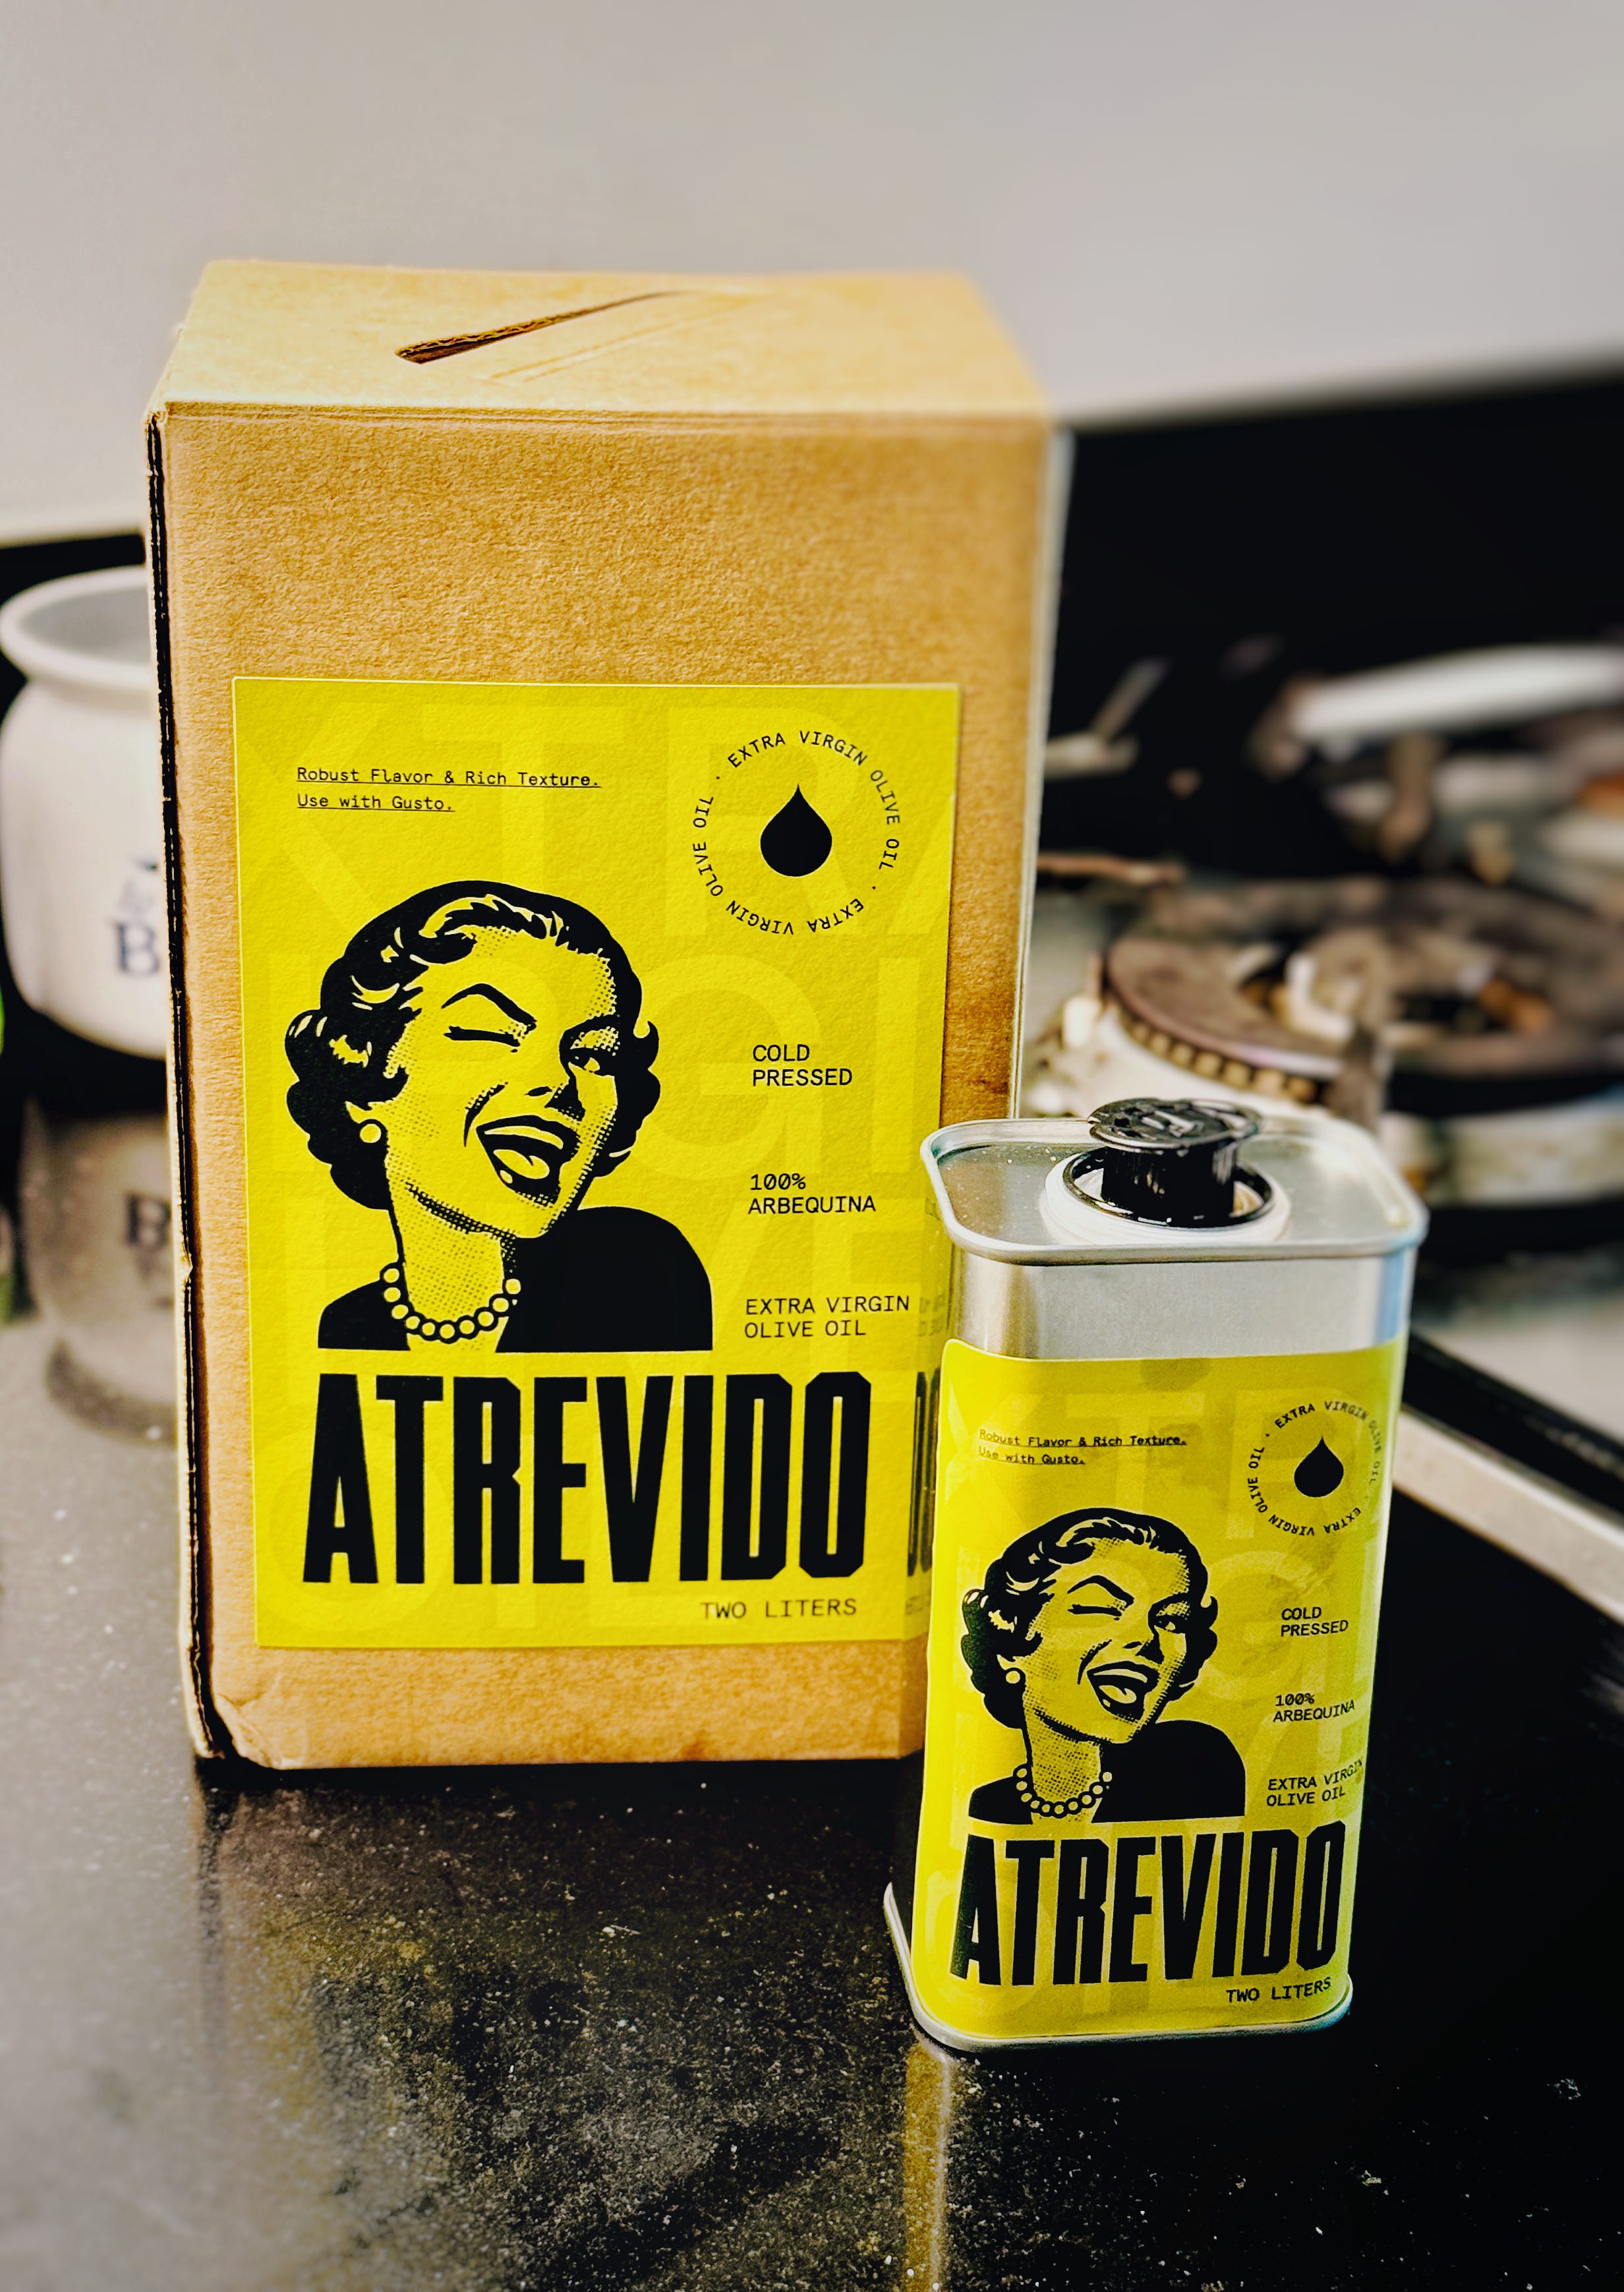 Robust Flavor & Rich Texture.
Use with Gusto.
EXTRA VIRGIN OLIVE OIL · EXTRA VIRGIN OLIVE OIL ·
COLD
PRESSED
100%
ARBEQUINA
EXTRA VIRGIN
OLIVE OIL
ATREVIDO
TWO LITERS
B
B
Robust Flavor & Rich Texture.
Use with Gusto.
EXTRA VIRGIN OLIVE OIL · EXTRA VIRGIN OLIVE OIL ·
COLD
PRESSED
100%
ARBEQUINA
EXTRA VIRGIN
OLIVE OIL
ATREVIDO
TWO LITERS